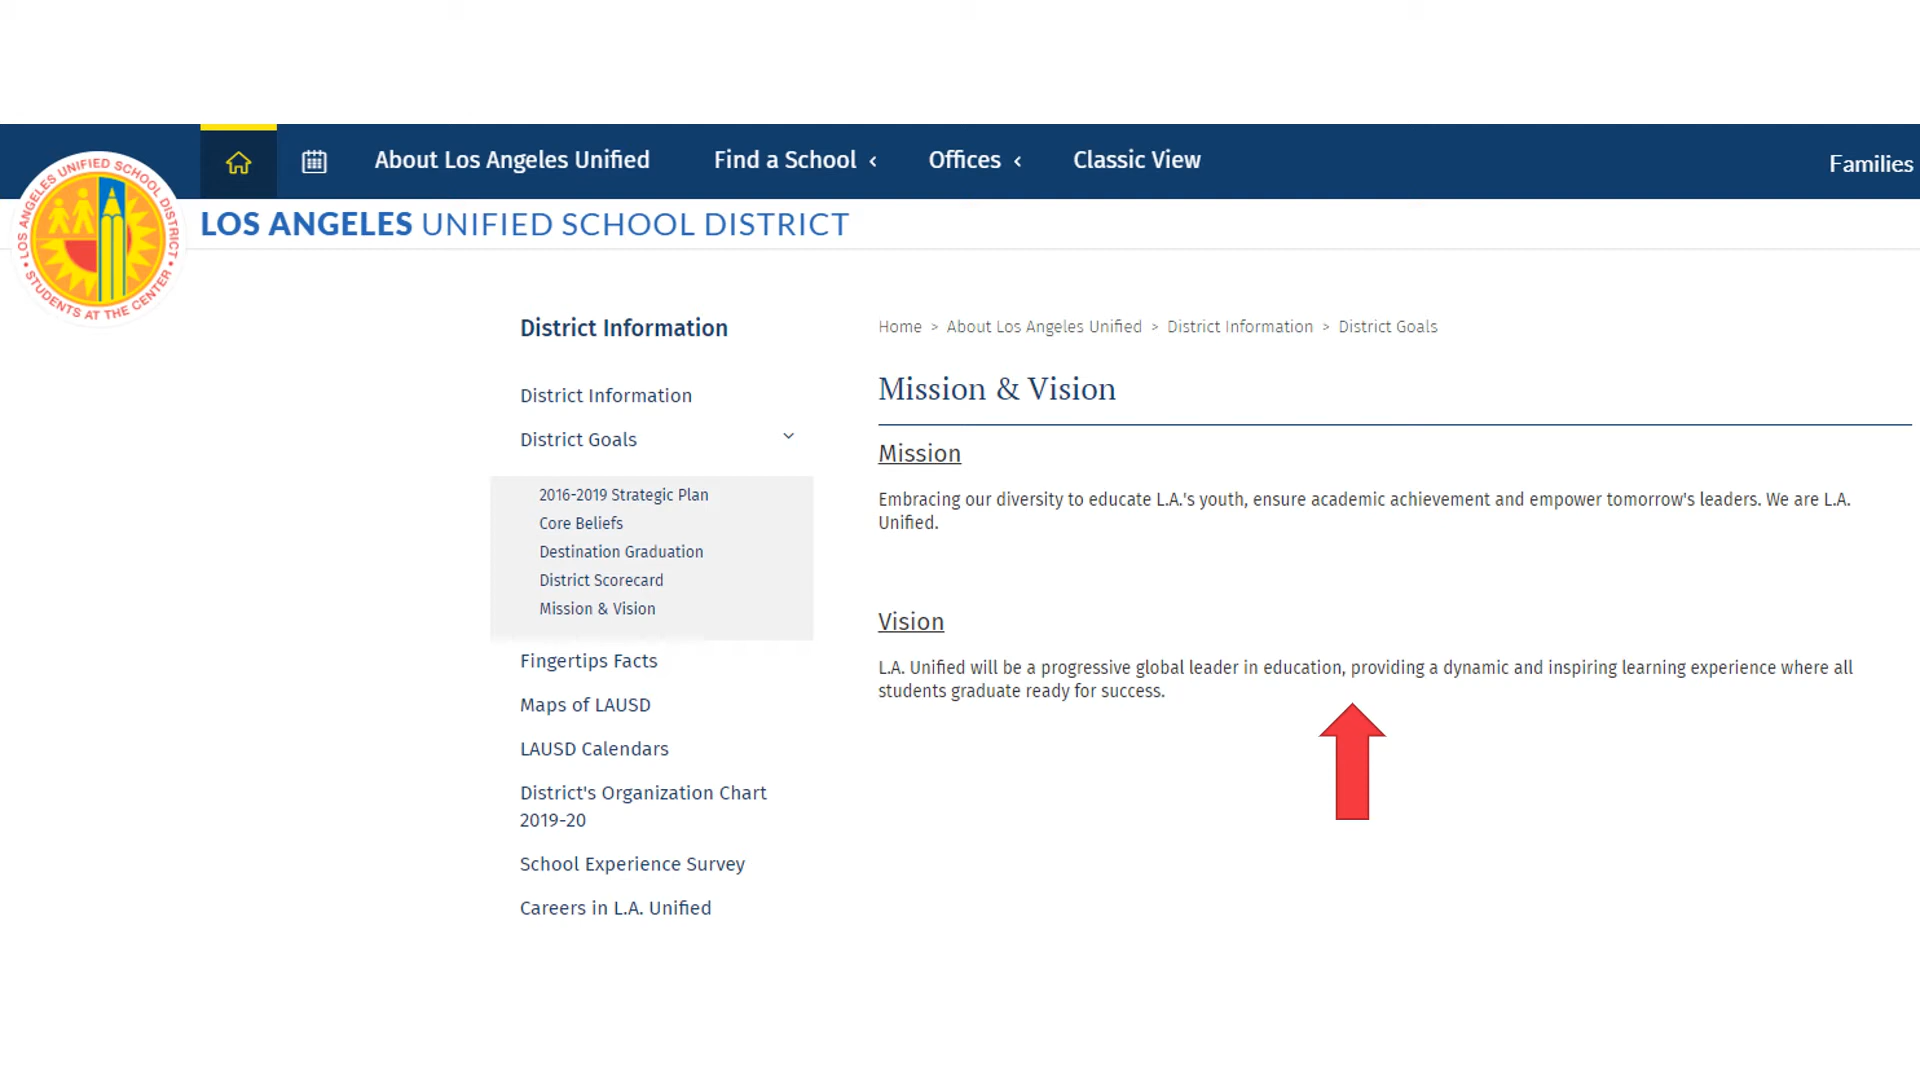 About Los Angeles Unified
Find a School
Offices
Classic View
Families
LOS ANGELES UNIFIED SCHOOL DISTRICT
LOS ANGELES UNIFIED SCHOOL DISTRICT • STUDENTS AT THE CENTER •
District Information
District Information
District Goals
2016-2019 Strategic Plan
Core Beliefs
Destination Graduation
District Scorecard
Mission & Vision
Fingertips Facts
Maps of LAUSD
LAUSD Calendars
District's Organization Chart
2019-20
School Experience Survey
Careers in L.A. Unified
Home > About Los Angeles Unified > District Information > District Goals
Mission & Vision
Mission
Embracing our diversity to educate L.A.'s youth, ensure academic achievement and empower tomorrow's leaders. We are L.A.
Unified.
Vision
L.A. Unified will be a progressive global leader in education, providing a dynamic and inspiring learning experience where all
students graduate ready for success.